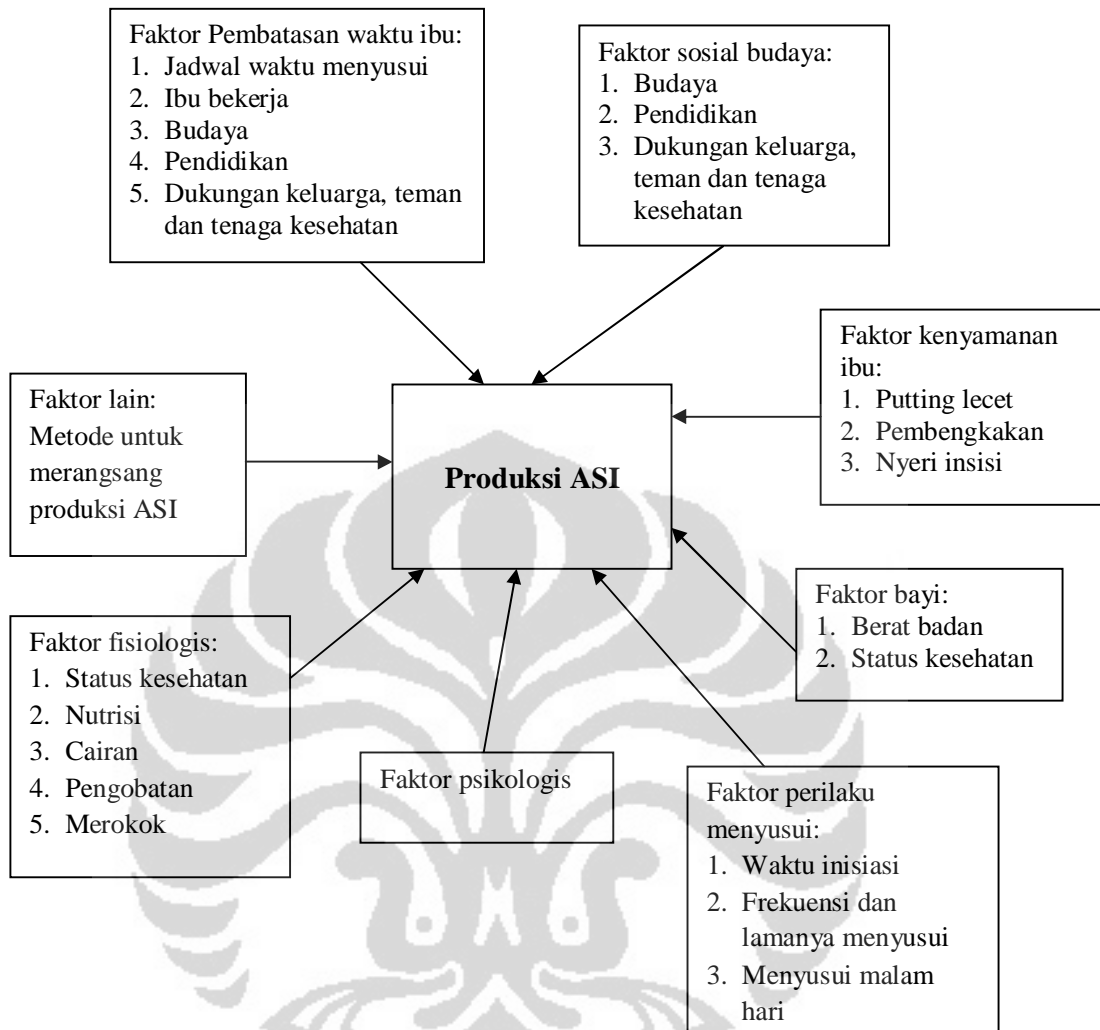 Faktor Pembatasan waktu ibu:
1. Jadwal waktu menyusui
2. Ibu bekerja
3. Budaya
4. Pendidikan
5. Dukungan keluarga, teman
dan tenaga kesehatan
Faktor sosial budaya:
1. Budaya
2. Pendidikan
3. Dukungan keluarga,
teman dan tenaga
kesehatan
Faktor kenyamanan
ibu:
1. Putting lecet
2. Pembengkakan
3. Nyeri insisi
Faktor lain:
Metode untuk
merangsang
produksi ASI
Produksi ASI
Faktor bayi:
1. Berat badan
2. Status kesehatan
Faktor fisiologis:
1. Status kesehatan
2. Nutrisi
3. Cairan
4. Pengobatan
5. Merokok
Faktor psikologis
Faktor perilaku
menyusui:
1. Waktu inisiasi
2. Frekuensi dan
lamanya menyusui
3. Menyusui malam
hari